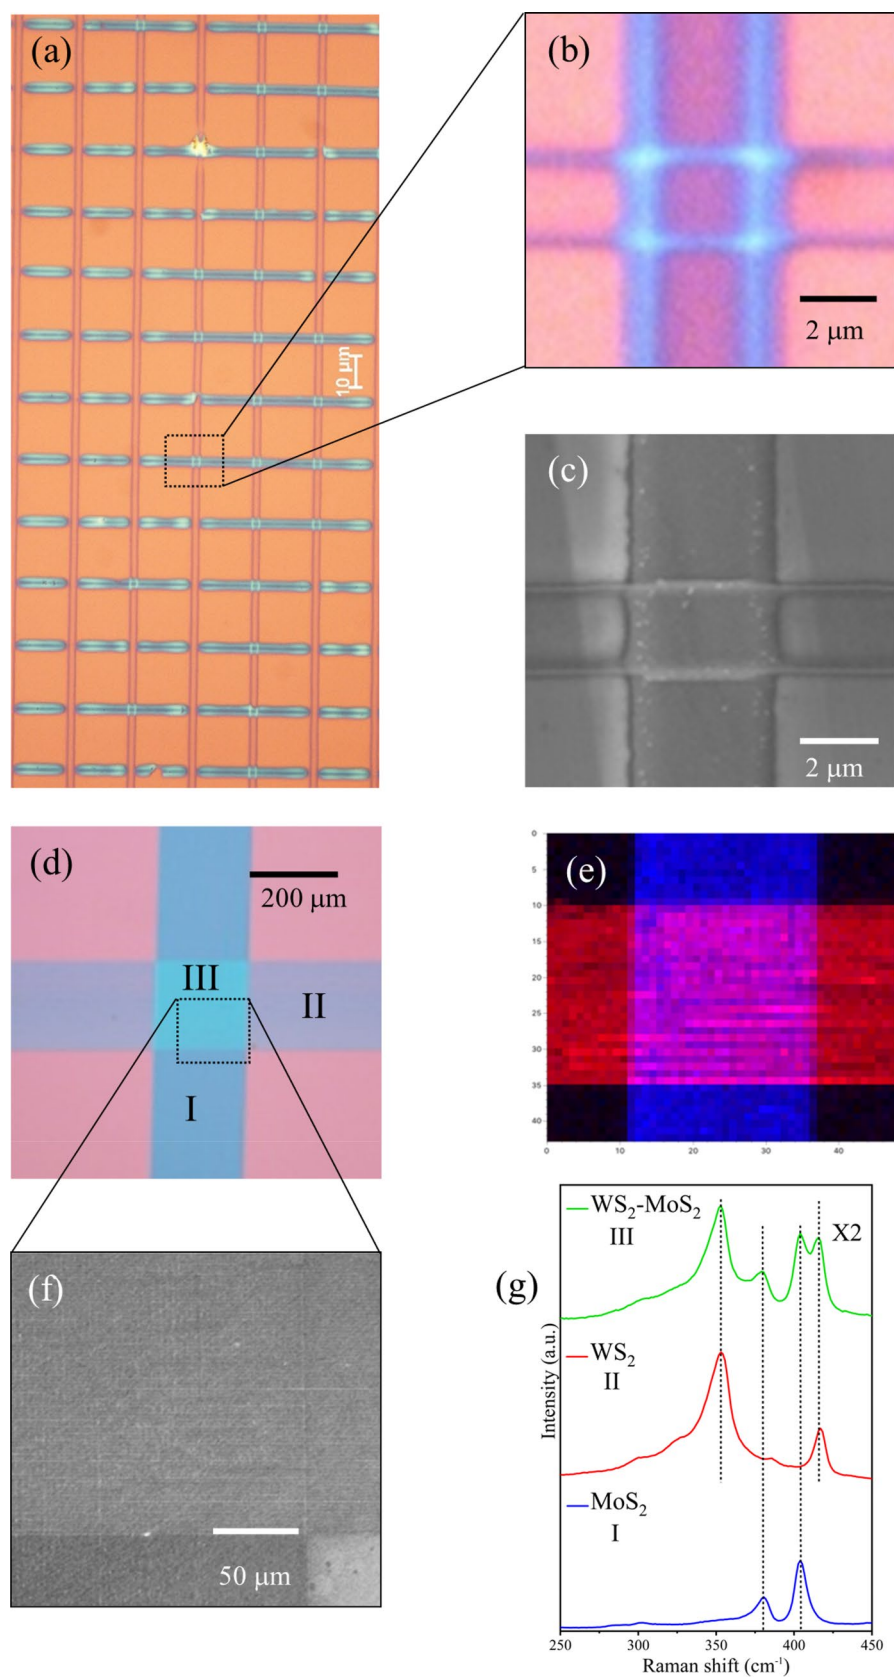 (a)
10 μm
(b)
2 μm
(c)
2 μm
(d)
200 μm
III
II
I
(e)
0
5
10
15
20
25
30
35
40
0 10 20 30 40
(f)
50 μm
(g)
WS₂-MoS₂
III
X2
WS₂
II
MoS₂
I
Intensity (a.u.)
250 300 350 400 450
Raman shift (cm⁻¹)